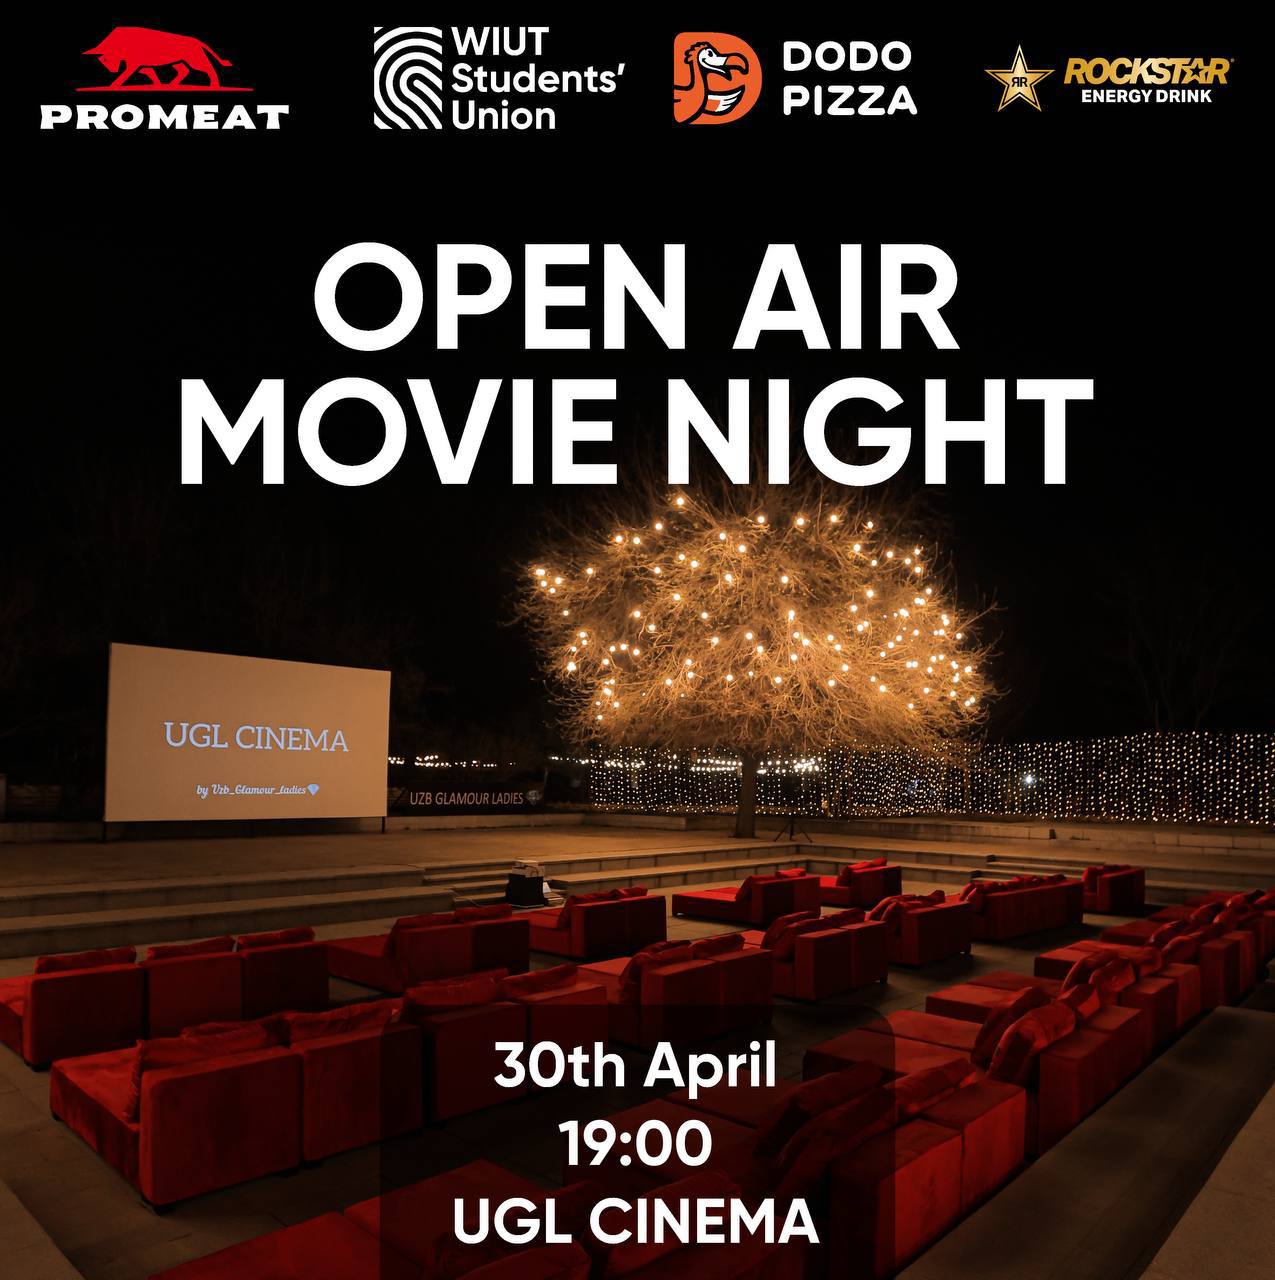 PROMEAT
WIUT
Students'
Union
DODO
PIZZA
RR
ROCKSTAR
ENERGY DRINK
OPEN AIR
MOVIE NIGHT
UGL CINEMA
by Uzb_Glamour_ladies
UZB GLAMOUR LADIES
30th April
19:00
UGL CINEMA